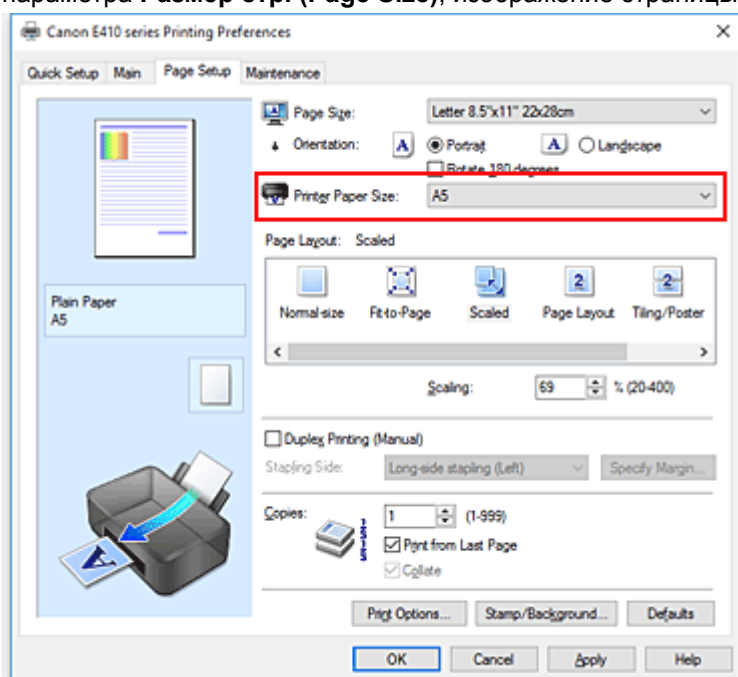 параметра Размер стр. (Page Size), изображение страницы
Canon E410 series Printing Preferences
Quick Setup Main Page Setup Maintenance
Page Size: Letter 8.5"x11" 22x28cm
Orientation: A Portrait A Landscape
Rotate 180 degrees
Printer Paper Size: A5
Page Layout: Scaled
2 2
Normal-size Fit-to-Page Scaled Page Layout Tiling/Poster
Plain Paper
A5
Scaling: 69 % (20-400)
Duplex Printing (Manual)
Stapling Side: Long-side stapling (Left) Specify Margin...
Copies: 1 (1-999)
Print from Last Page
Collate
A
Print Options... Stamp/Background... Defaults
OK Cancel Apply Help